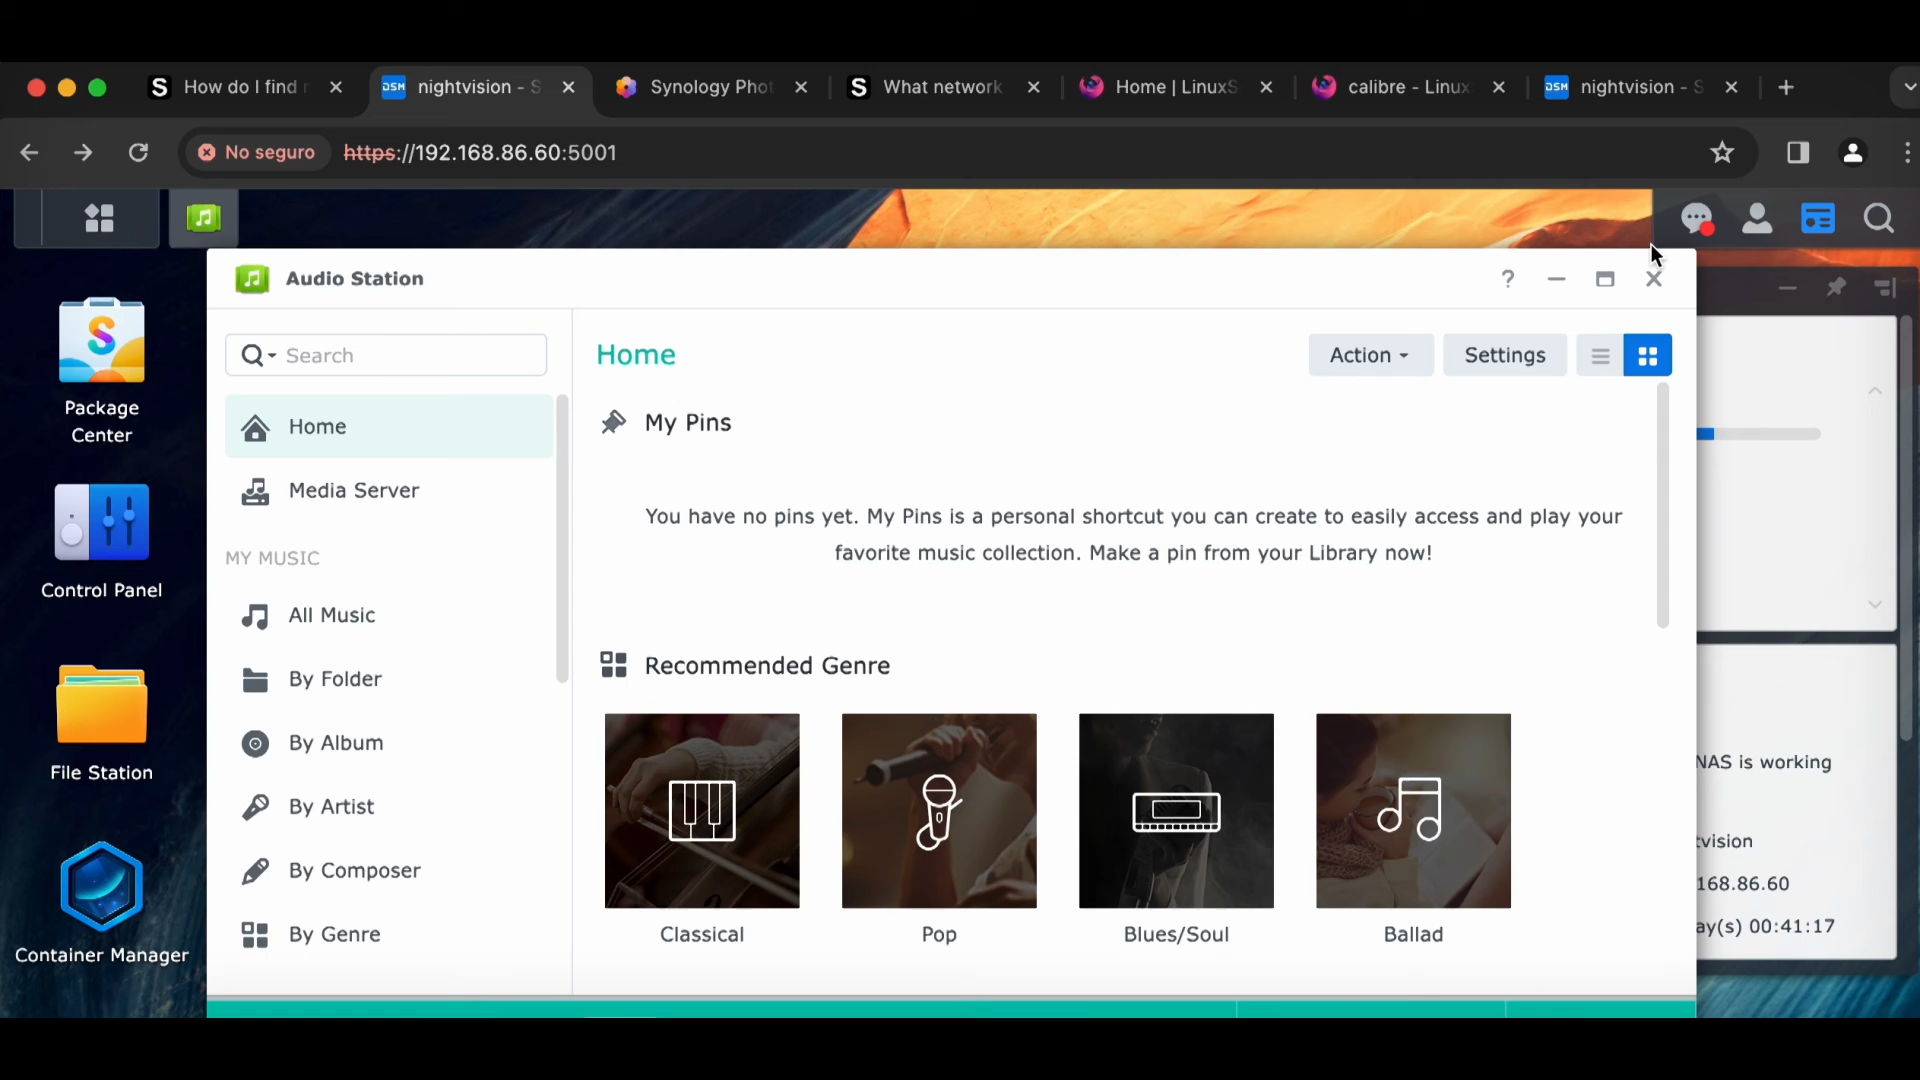 How do I find
nightvision - S
Synology Phot
What network
Home | LinuxS
calibre - Linux
nightvision - S
No seguro
https://192.168.86.60:5001
Audio Station
Search
Home
Action
Settings
Home
Media Server
MY MUSIC
All Music
By Folder
By Album
By Artist
By Composer
By Genre
My Pins
You have no pins yet. My Pins is a personal shortcut you can create to easily access and play your
favorite music collection. Make a pin from your Library now!
Recommended Genre
Classical
Pop
Blues/Soul
Ballad
Package
Center
Control Panel
File Station
Container Manager
NAS is working
tvision
168.86.60
ay(s) 00:41:17